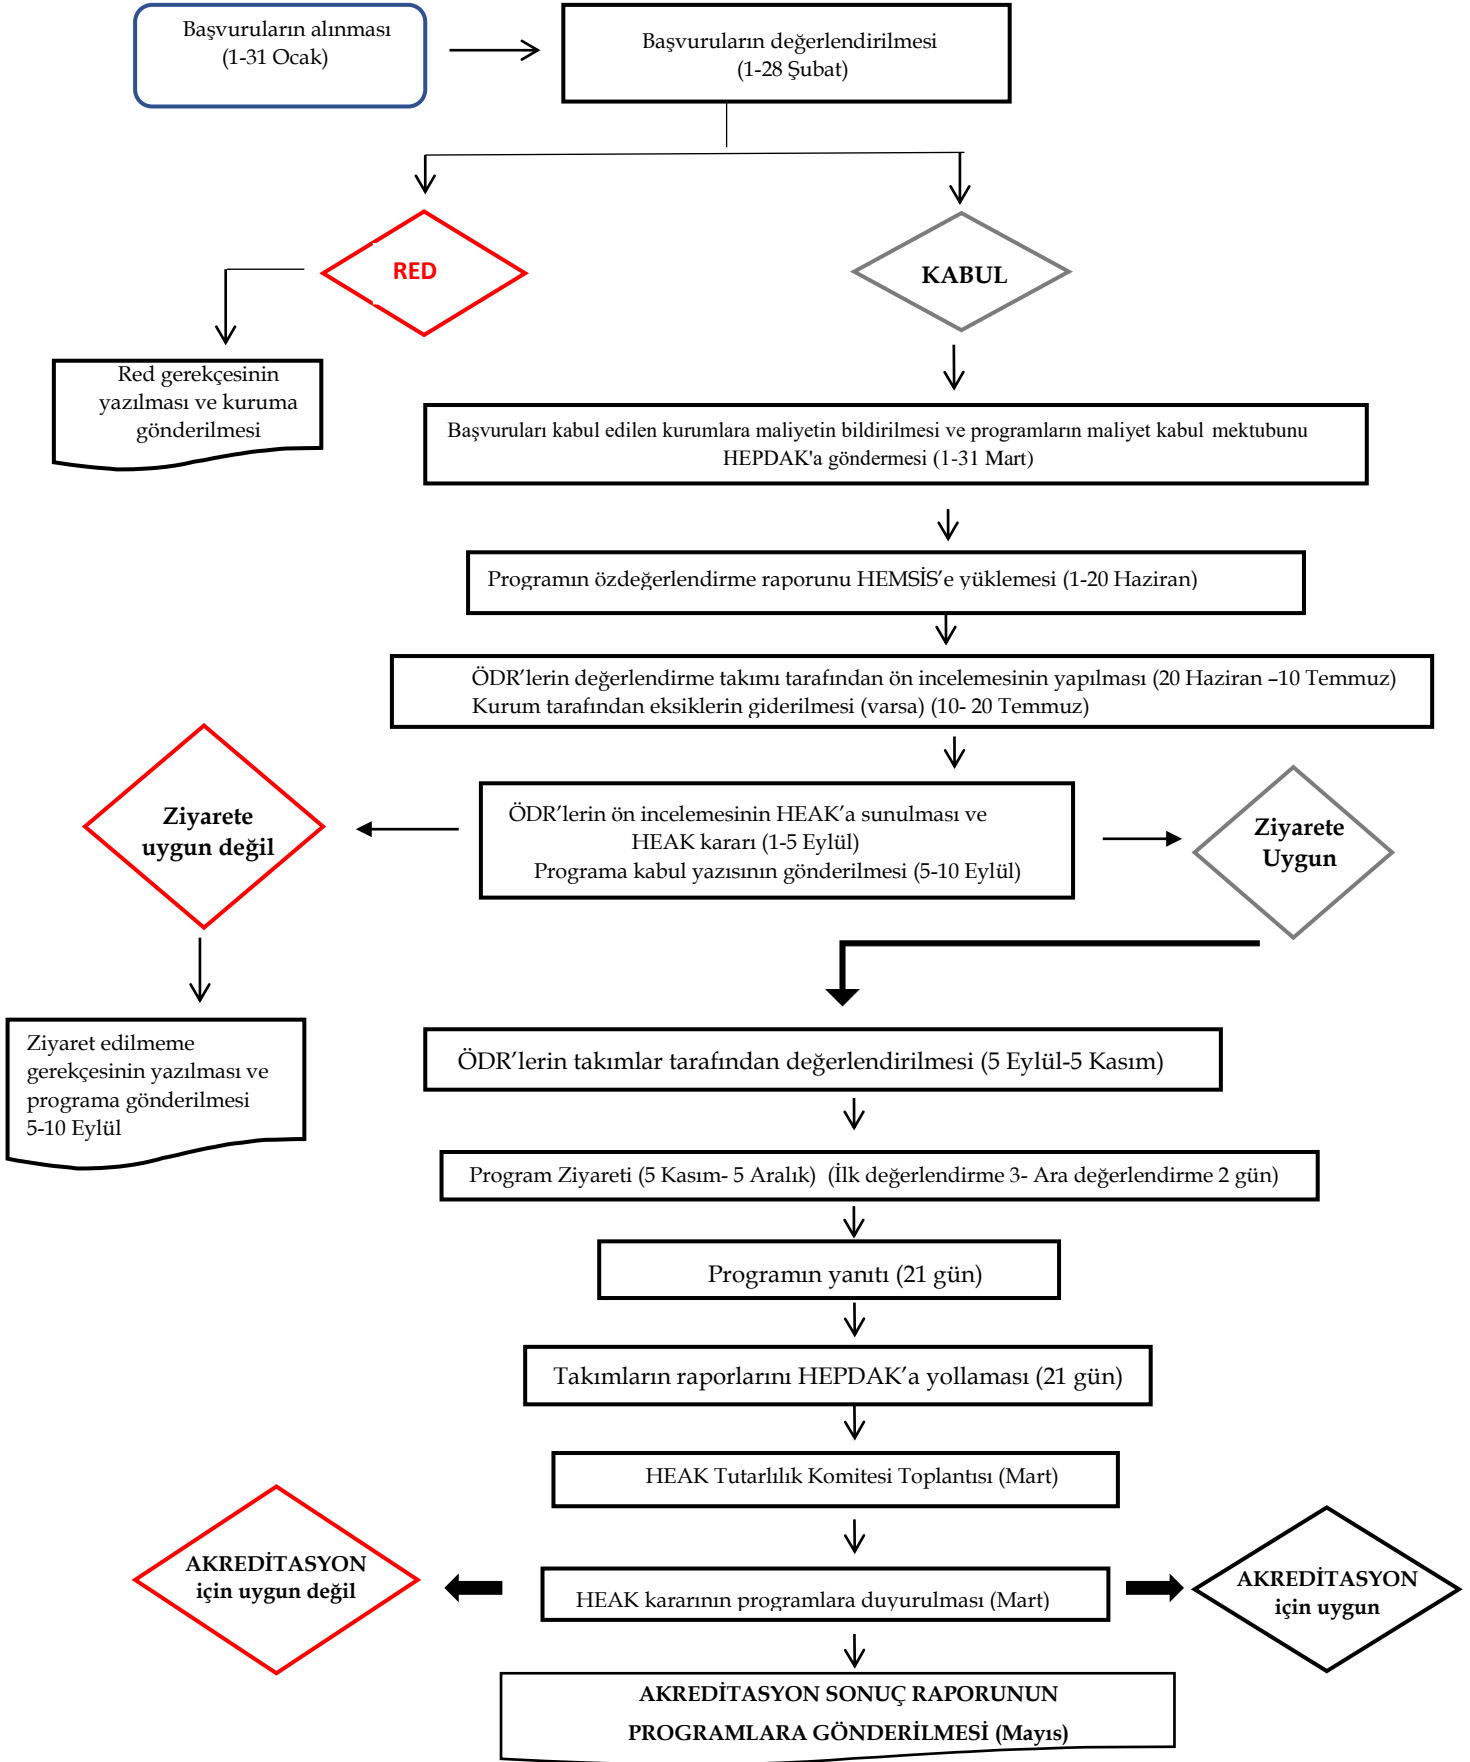 Başvuruların alınması
(1-31 Ocak)
Başvuruların değerlendirilmesi
(1-28 Şubat)
RED
KABUL
Red gerekçesinin
yazılması ve kuruma
gönderilmesi
Başvuruları kabul edilen kurumlara maliyetin bildirilmesi ve programların maliyet kabul mektubunu
HEPDAK'a göndermesi (1-31 Mart)
Programın özdeğerlendirme raporunu HEMSİS’e yüklemesi (1-20 Haziran)
ÖDR’lerin değerlendirme takımı tarafından ön incelemesinin yapılması (20 Haziran –10 Temmuz)
Kurum tarafından eksiklerin giderilmesi (varsa) (10- 20 Temmuz)
Ziyarete
uygun değil
ÖDR’lerin ön incelemesinin HEAK’a sunulması ve
HEAK kararı (1-5 Eylül)
Programa kabul yazısının gönderilmesi (5-10 Eylül)
Ziyarete
Uygun
Ziyaret edilmeme
gerekçesinin yazılması ve
programa gönderilmesi
5-10 Eylül
ÖDR’lerin takımlar tarafından değerlendirilmesi (5 Eylül-5 Kasım)
Program Ziyareti (5 Kasım- 5 Aralık) (İlk değerlendirme 3- Ara değerlendirme 2 gün)
Programın yanıtı (21 gün)
Takımların raporlarını HEPDAK’a yollaması (21 gün)
HEAK Tutarlılık Komitesi Toplantısı (Mart)
AKREDİTASYON
için uygun değil
HEAK kararının programlara duyurulması (Mart)
AKREDİTASYON
için uygun
AKREDİTASYON SONUÇ RAPORUNUN
PROGRAMLARA GÖNDERİLMESİ (Mayıs)